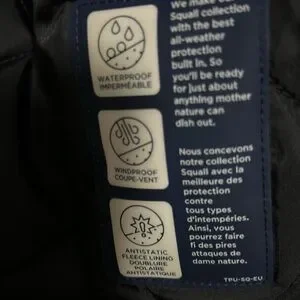 We make our
Squall collection
with the best
all-weather
protection
built in. So
you'll be ready
for just about
anything mother
nature can
dish out.
WATERPROOF
IMPERMÉABLE
WINDPROOF
COUPE-VENT
Nous concevons
notre collection
Squall avec la
meilleure des
protection
contre
tous types
d'intempéries.
Ainsi, vous
pourrez faire
fi des pires
attaques de
dame nature.
ANTISTATIC
FLEECE LINING
DOUBLURE
POLAIRE
ANTISTATIQUE
TPU-SQ-EU